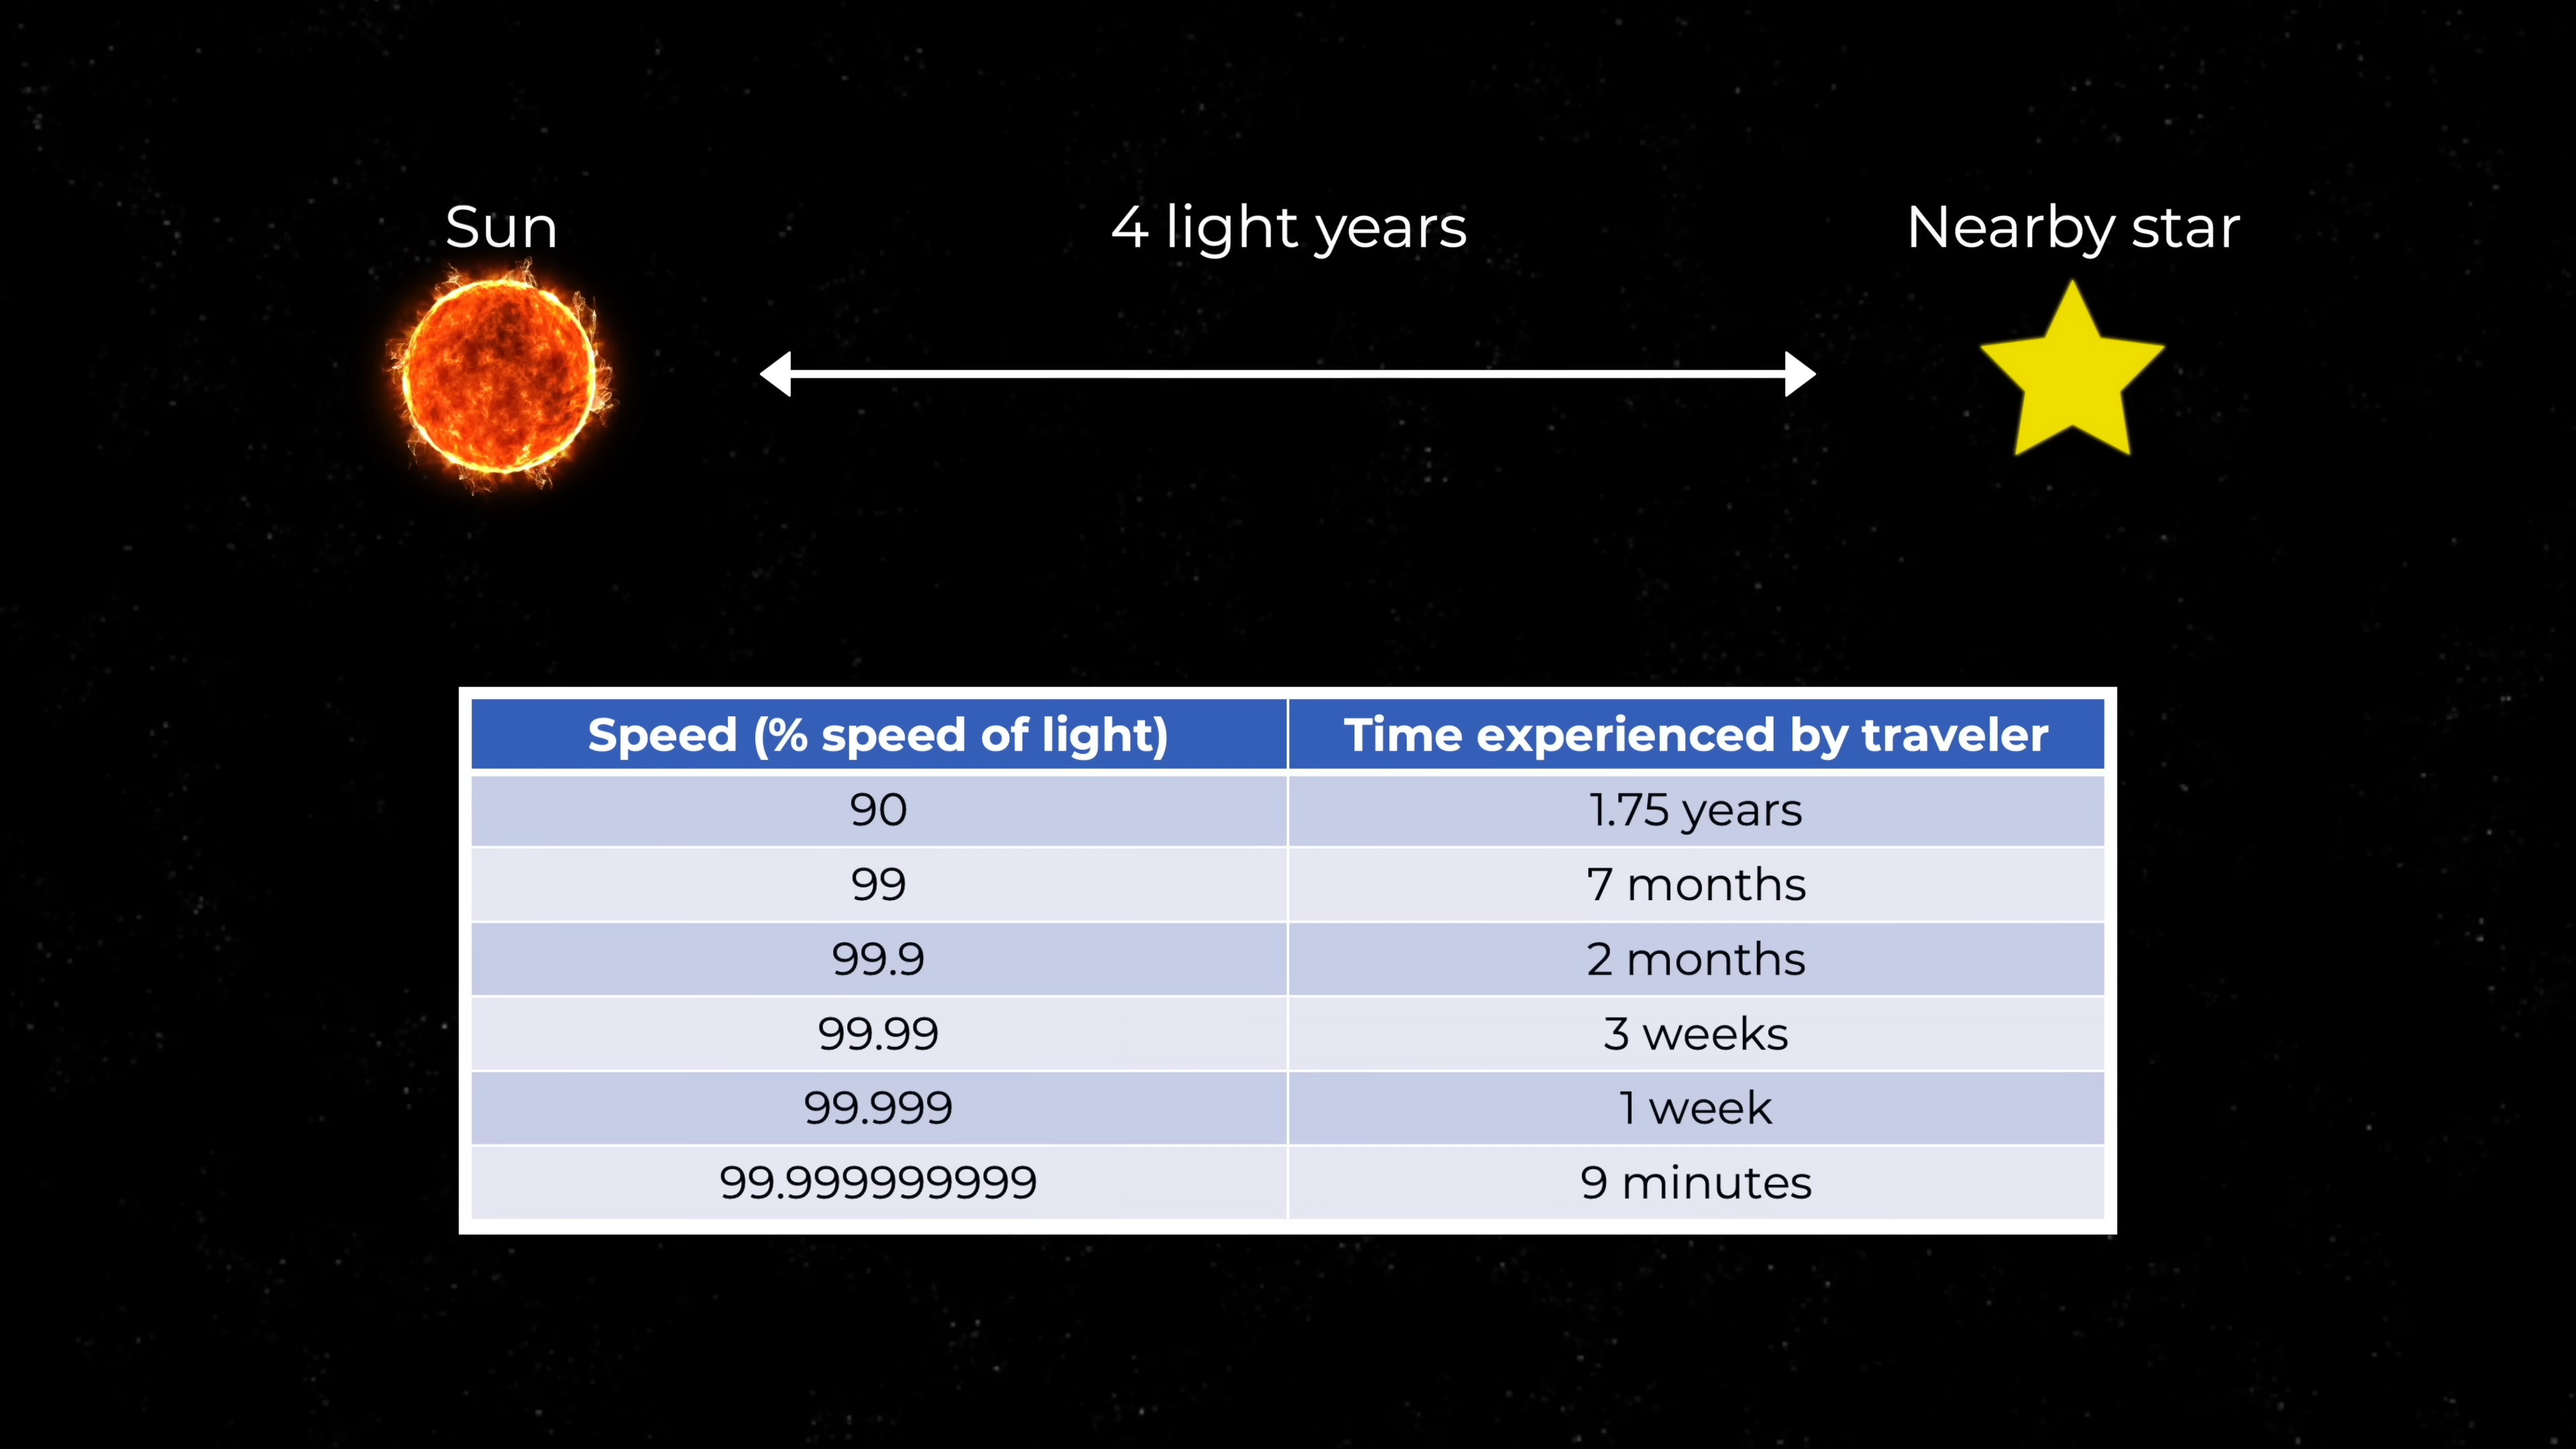 Sun
4 light years
Nearby star
Speed (% speed of light) Time experienced by traveler
90 1.75 years
99 7 months
99.9 2 months
99.99 3 weeks
99.999 1 week
99.999999999 9 minutes